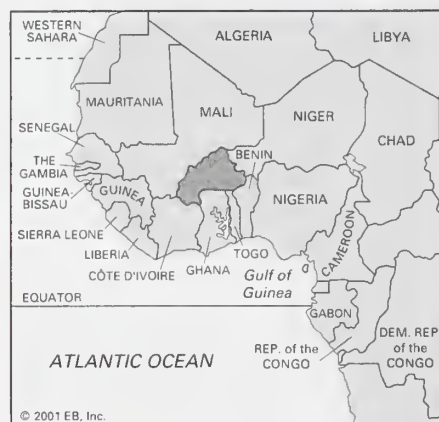 WESTERN
SAHARA
ALGERIA
LIBYA
MAURITANIA
MALI
NIGER
CHAD
SENEGAL
THE
GAMBIA
GUINEA-
BISSAU
GUINEA
BENIN
NIGERIA
SIERRA LEONE
LIBERIA
CÔTE D'IVOIRE
GHANA
TOGO
CAMEROON
Gulf of
Guinea
EQUATOR
GABON
REP. of the
CONGO
DEM. REP.
of the
CONGO
ATLANTIC OCEAN
© 2001 EB, Inc.